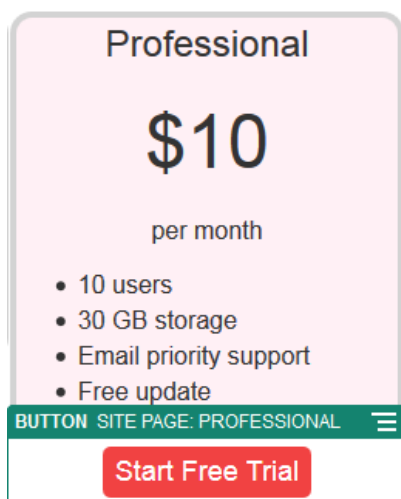 Professional
$10
per month
• 10 users
• 30 GB storage
• Email priority support
• Free update
BUTTON SITE PAGE: PROFESSIONAL
Start Free Trial